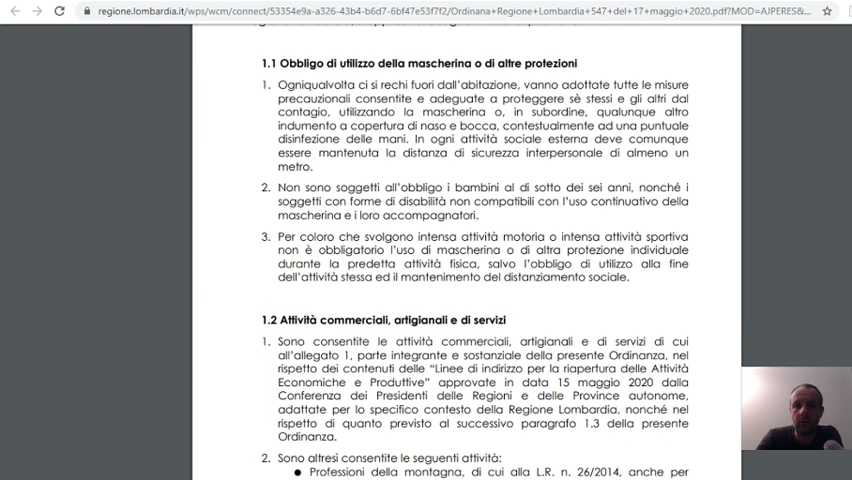 regione.lombardia.it/wps/wcm/connect/53354e9a-a326-43b4-b6d7-6bf47e53f7f2/Ordinana+Regione+Lombardia+547+del+17+maggio+2020.pdf?MOD=AJPERES&...
1.1 Obbligo di utilizzo della mascherina o di altre protezioni
1. Ogniqualvolta ci si rechi fuori dall'abitazione, vanno adottate tutte le misure
precauzionali consentite e adeguate a proteggere sè stessi e gli altri dal
contagio, utilizzando la mascherina o, in subordine, qualunque altro
indumento a copertura di naso e bocca, contestualmente ad una puntuale
disinfezione delle mani. In ogni attività sociale esterna deve comunque
essere mantenuta la distanza di sicurezza interpersonale di almeno un
metro.
2. Non sono soggetti all'obbligo i bambini al di sotto dei sei anni, nonché i
soggetti con forme di disabilità non compatibili con l'uso continuativo della
mascherina e i loro accompagnatori.
3. Per coloro che svolgono intensa attività motoria o intensa attività sportiva
non è obbligatorio l'uso di mascherina o di altra protezione individuale
durante la predetta attività fisica, salvo l'obbligo di utilizzo alla fine
dell'attività stessa ed il mantenimento del distanziamento sociale.
1.2 Attività commerciali, artigianali e di servizi
1. Sono consentite le attività commerciali, artigianali e di servizi di cui
all'allegato 1, parte integrante e sostanziale della presente Ordinanza, nel
rispetto dei contenuti delle "Linee di indirizzo per la riapertura delle Attività
Economiche e Produttive" approvate in data 15 maggio 2020 dalla
Conferenza dei Presidenti delle Regioni e delle Province autonome,
adattate per lo specifico contesto della Regione Lombardia, nonché nel
rispetto di quanto previsto al successivo paragrafo 1.3 della presente
Ordinanza.
2. Sono altresì consentite le seguenti attività:
● Professioni della montagna, di cui alla L.R. n. 26/2014, anche per